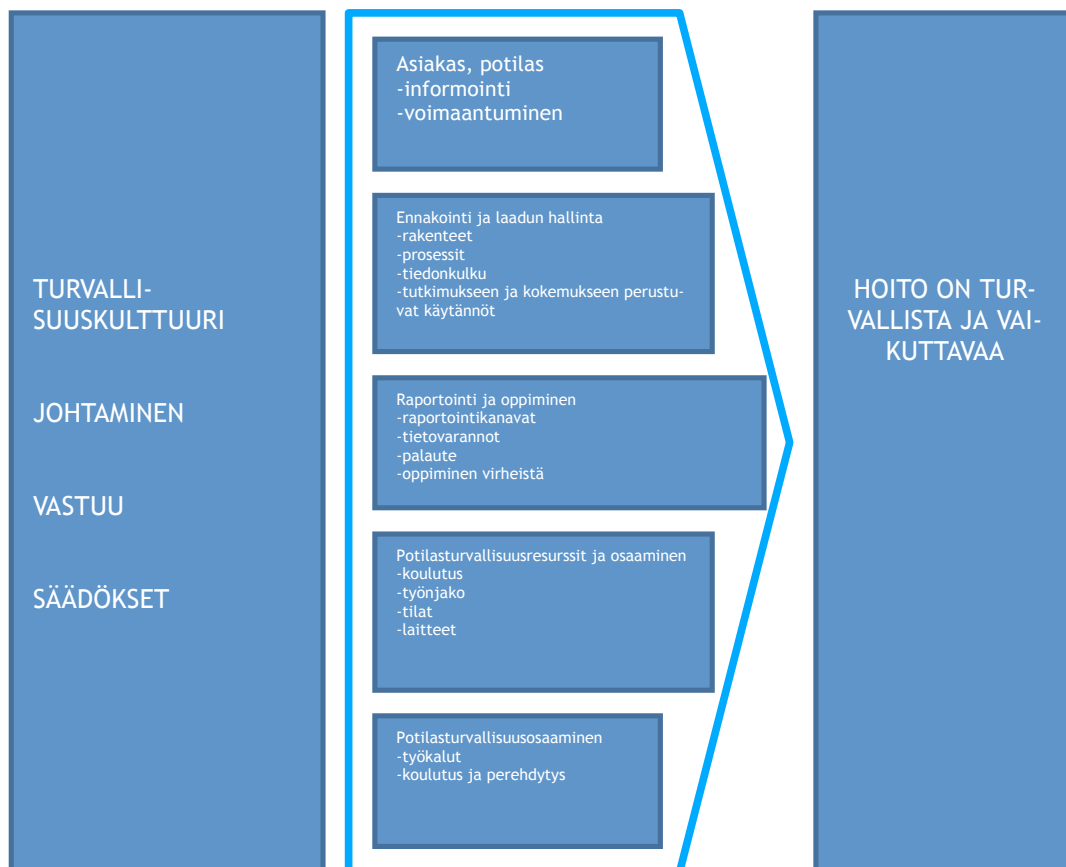 TURVALLI-
SUUSKULTTUURI
JOHTAMINEN
VASTUU
SÄÄDÖKSET
Asiakas, potilas
-informointi
-voimaantuminen
Ennakointi ja laadun hallinta
-rakenteet
-prosessit
-tiedonkulku
-tutkimukseen ja kokemukseen perustu-
vat käytännöt
Raportointi ja oppiminen
-raportointikanavat
-tietovarannot
-palaute
-oppiminen virheistä
Potilasturvallisuusresurssit ja osaaminen
-koulutus
-työnjako
-tilat
-laitteet
Potilasturvallisuusosaaminen
-työkalut
-koulutus ja perehdytys
HOITO ON TUR-
VALLISTA JA VAI-
KUTTAVAA